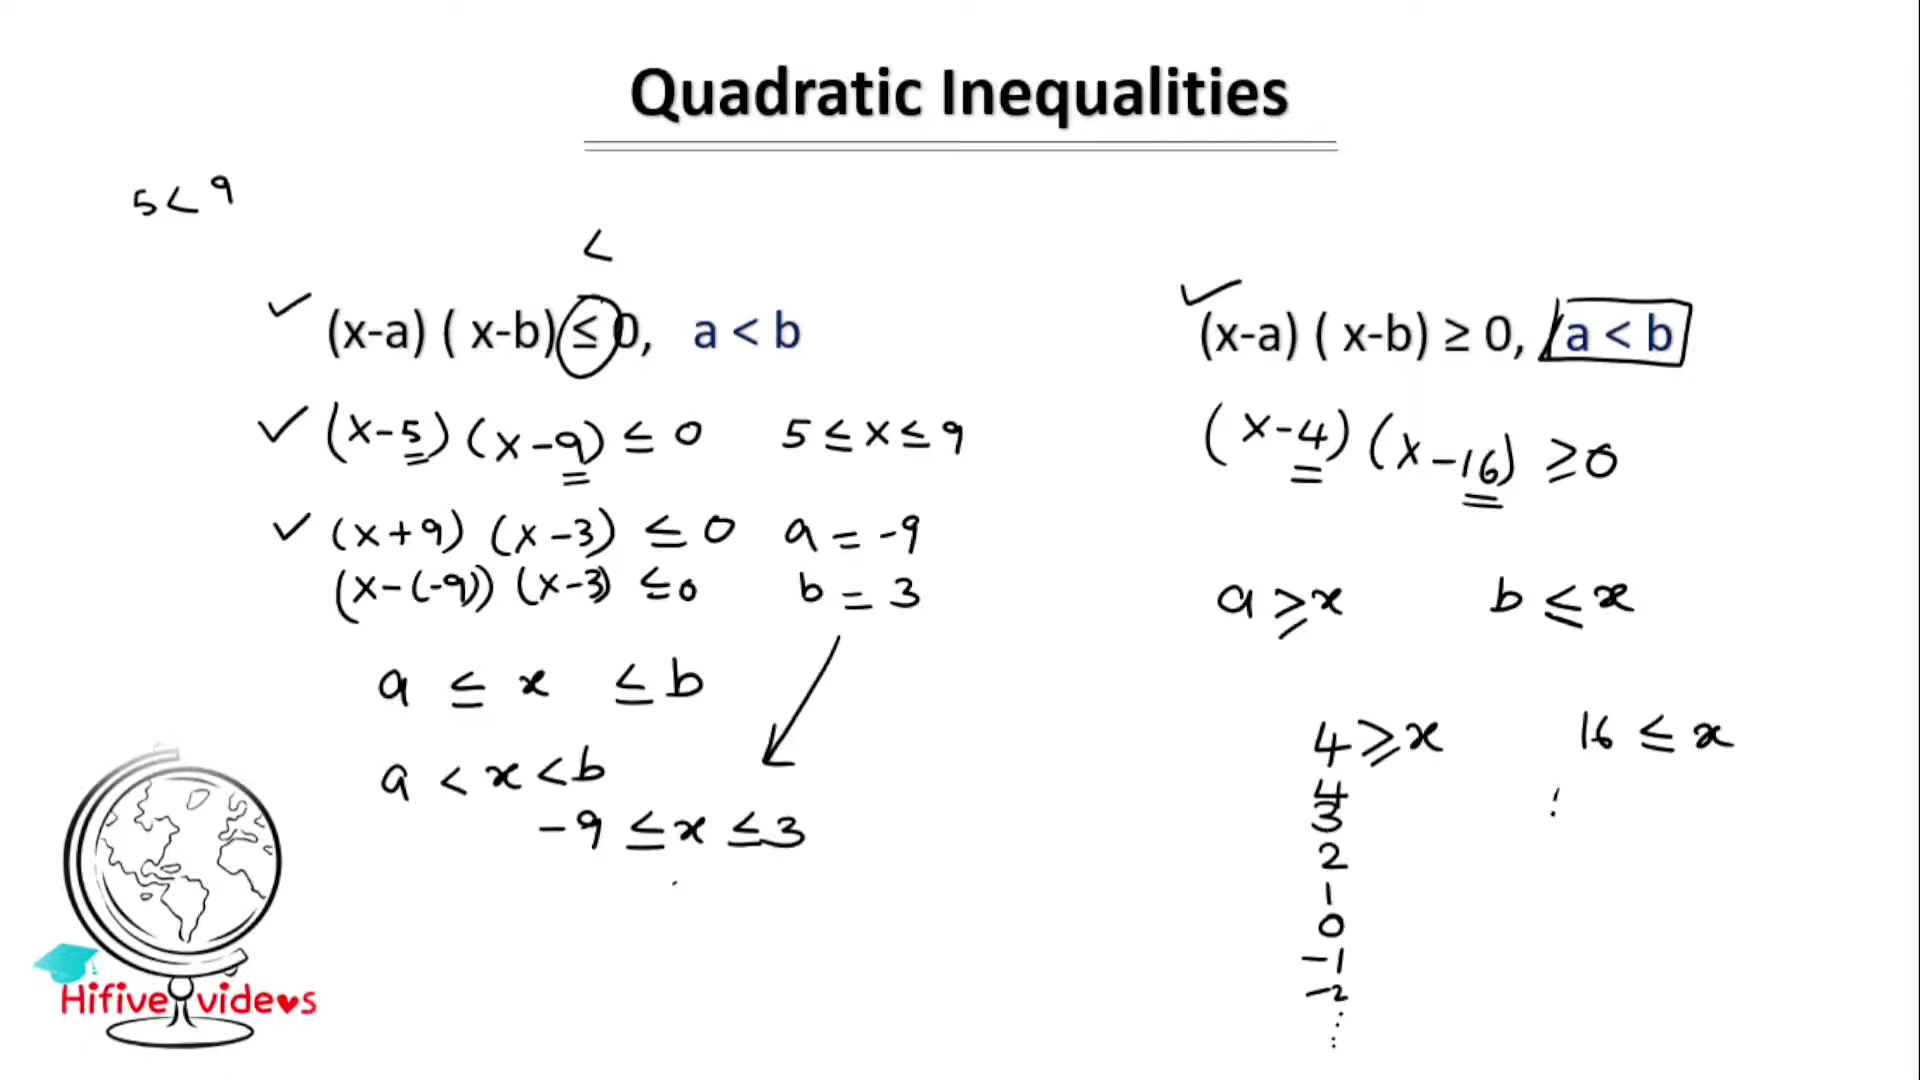 Quadratic Inequalities
5 < 9
<
(x-a) ( x-b) ≤ 0, a < b
(x-5) (x-9) ≤ 0 5 ≤ x ≤ 9
(x+9) (x-3) ≤ 0 a = -9
(x-(-9)) (x-3) ≤0 b = 3
a ≤ x ≤ b
a < x < b
-9 ≤ x ≤ 3
(x-a) ( x-b) ≥ 0, a < b
(x-4) (x-16) ≥ 0
a ≥ x b ≤ x
4 ≥ x 16 ≤ x
4
3
2
1
0
-1
-2
Hifive videos